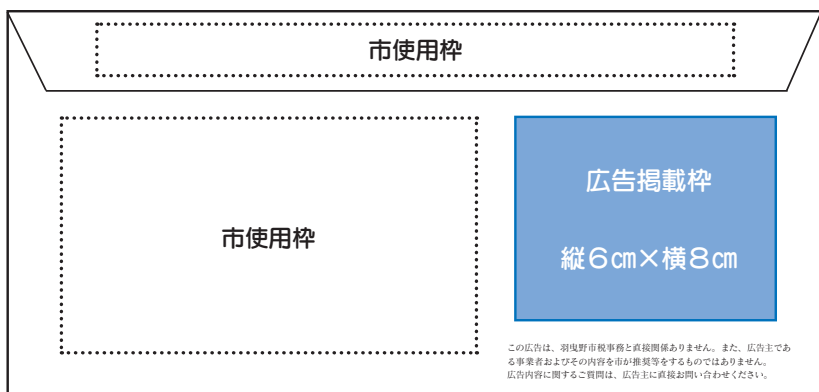 市使用枠
市使用枠
広告掲載枠
縦6㎝×横8㎝
この広告は、羽曳野市税事務と直接関係ありません。また、広告主であ
る事業者およびその内容を市が推奨等をするものではありません。
広告内容に関するご質問は、広告主に直接お問い合わせください。